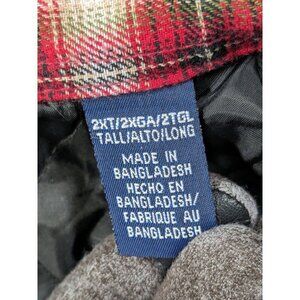 2XT/2XGA/2TGL
TALL/ALTO/LONG
MADE IN
BANGLADESH
HECHO EN
BANGLADESH/
FABRIQUE AU
BANGLADESH